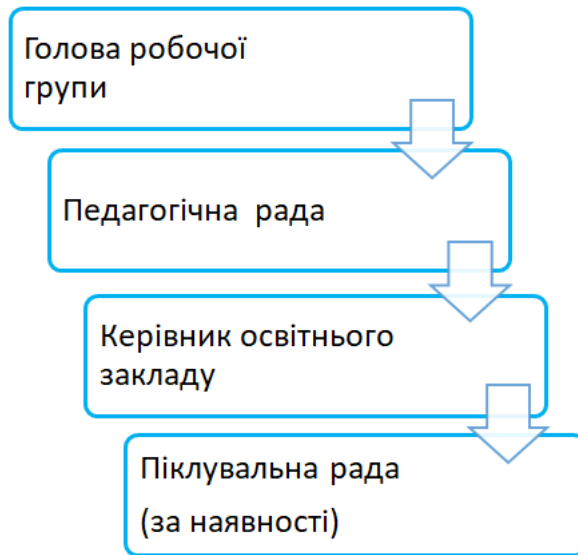 Голова робочої
групи
Педагогічна рада
Керівник освітнього
закладу
Піклувальна рада
(за наявності)